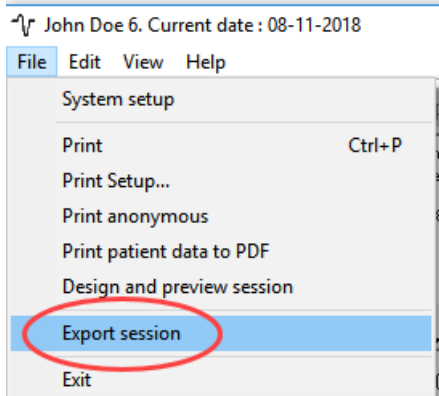 John Doe 6. Current date : 08-11-2018
File Edit View Help
System setup
Print Ctrl+P
Print Setup...
Print anonymous
Print patient data to PDF
Design and preview session
Export session
Exit